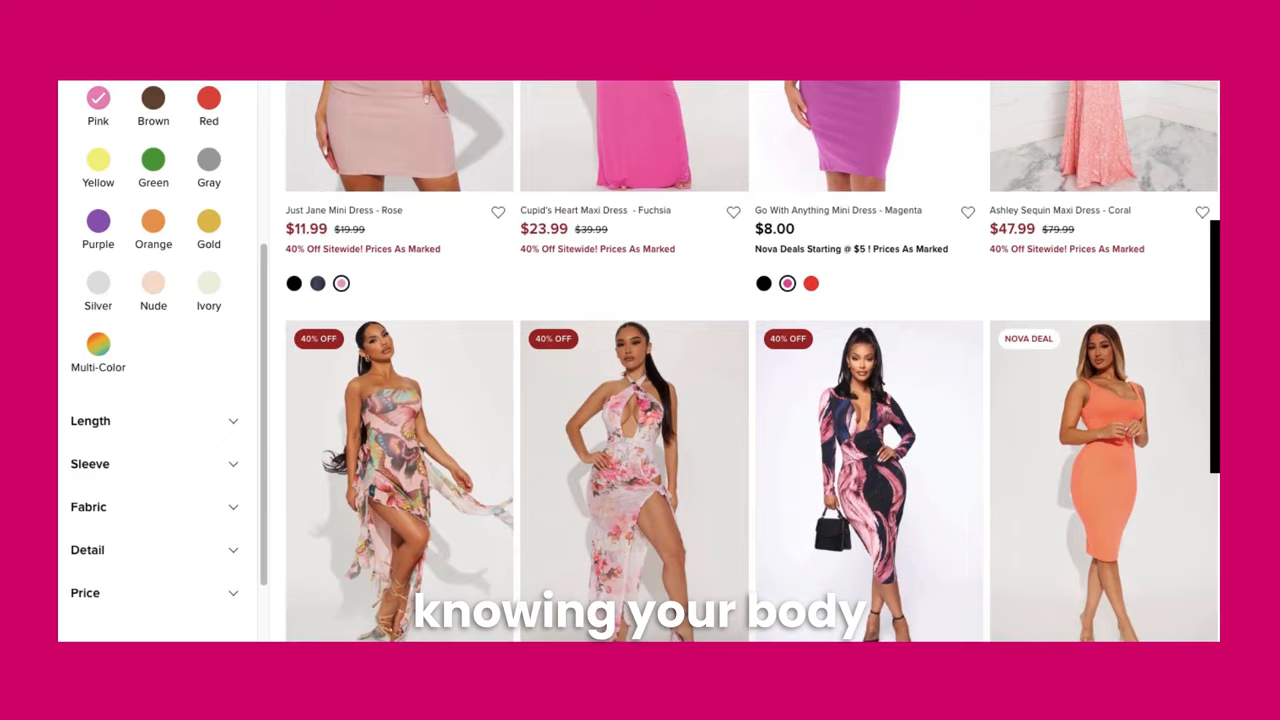 Pink Brown Red
Yellow Green Gray
Purple Orange Gold
Silver Nude Ivory
Multi-Color
Length
Sleeve
Fabric
Detail
Price
Just Jane Mini Dress - Rose
$11.99 $19.99
40% Off Sitewide! Prices As Marked
Cupid's Heart Maxi Dress - Fuchsia
$23.99 $39.99
40% Off Sitewide! Prices As Marked
Go With Anything Mini Dress - Magenta
$8.00
Nova Deals Starting @ $5 ! Prices As Marked
Ashley Sequin Maxi Dress - Coral
$47.99 $79.99
40% Off Sitewide! Prices As Marked
40% OFF
40% OFF
40% OFF
NOVA DEAL
knowing your body